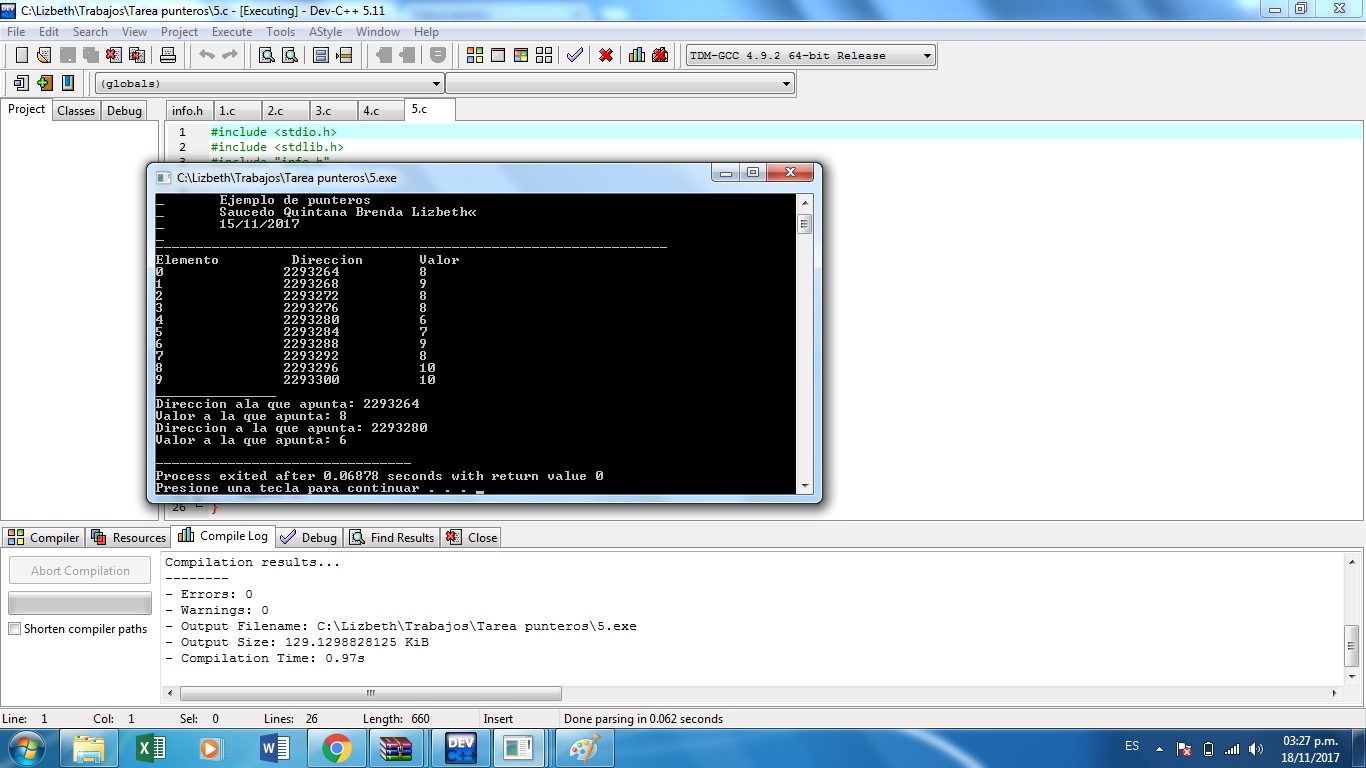 C:\Lizbeth\Trabajos\Tarea punteros\5.c - [Executing] - Dev-C++ 5.11
File Edit Search View Project Execute Tools AStyle Window Help
TDM-GCC 4.9.2 64-bit Release
(globals)
Project Classes Debug info.h 1.c 2.c 3.c 4.c 5.c
1 #include <stdio.h>
2 #include <stdlib.h>
3 #include "info.h"
C:\Lizbeth\Trabajos\Tarea punteros\5.exe
_ Ejemplo de punteros
_ Saucedo Quintana Brenda Lizbeth«
_ 15/11/2017
_
________________________________________________________________
Elemento Direccion Valor
0 2293264 8
1 2293268 9
2 2293272 8
3 2293276 8
4 2293280 6
5 2293284 7
6 2293288 9
7 2293292 8
8 2293296 10
9 2293300 10
_______________
Direccion ala que apunta: 2293264
Valor a la que apunta: 8
Direccion a la que apunta: 2293280
Valor a la que apunta: 6
--------------------------------
Process exited after 0.06878 seconds with return value 0
Presione una tecla para continuar . . . _
26 }
Compiler Resources Compile Log Debug Find Results Close
Abort Compilation
Shorten compiler paths
Compilation results...
--------
- Errors: 0
- Warnings: 0
- Output Filename: C:\Lizbeth\Trabajos\Tarea punteros\5.exe
- Output Size: 129.1298828125 KiB
- Compilation Time: 0.97s
Line: 1 Col: 1 Sel: 0 Lines: 26 Length: 660 Insert Done parsing in 0.062 seconds
DEV C++
ES
03:27 p.m.
18/11/2017